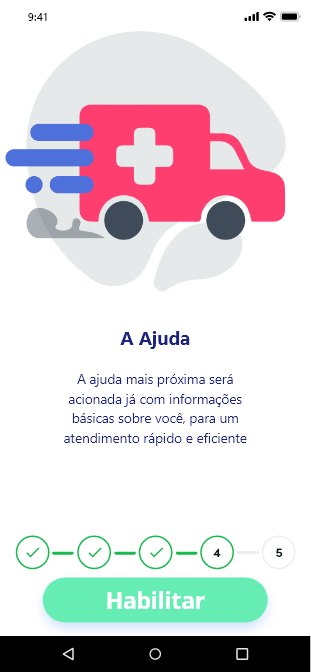 9:41
A Ajuda
A ajuda mais próxima será
acionada já com informações
básicas sobre você, para um
atendimento rápido e eficiente
4 5
Habilitar